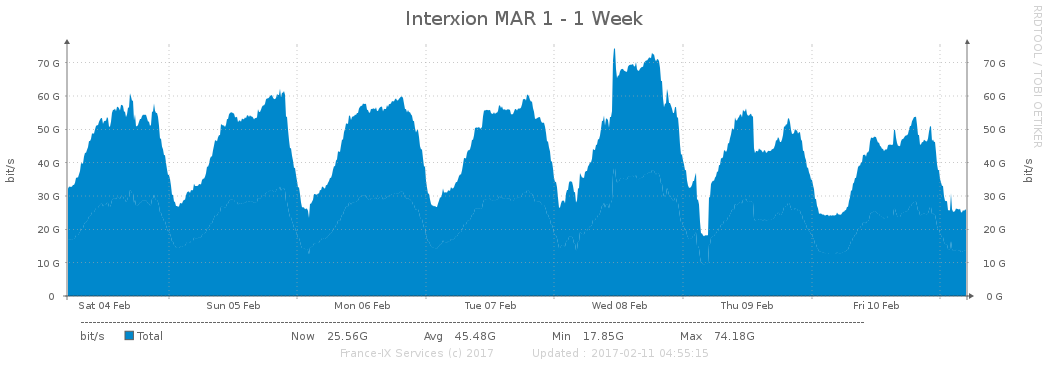 Interxion MAR 1 - 1 Week
RRDTOOL / TOBI OETIKER
bit/s
70 G
60 G
50 G
40 G
30 G
20 G
10 G
0
70 G
60 G
50 G
40 G
30 G
20 G
10 G
0 G
bit/s
Sat 04 Feb Sun 05 Feb Mon 06 Feb Tue 07 Feb Wed 08 Feb Thu 09 Feb Fri 10 Feb
bit/s Total Now 25.56G Avg 45.48G Min 17.85G Max 74.18G
France-IX Services (c) 2017 Updated : 2017-02-11 04:55:15